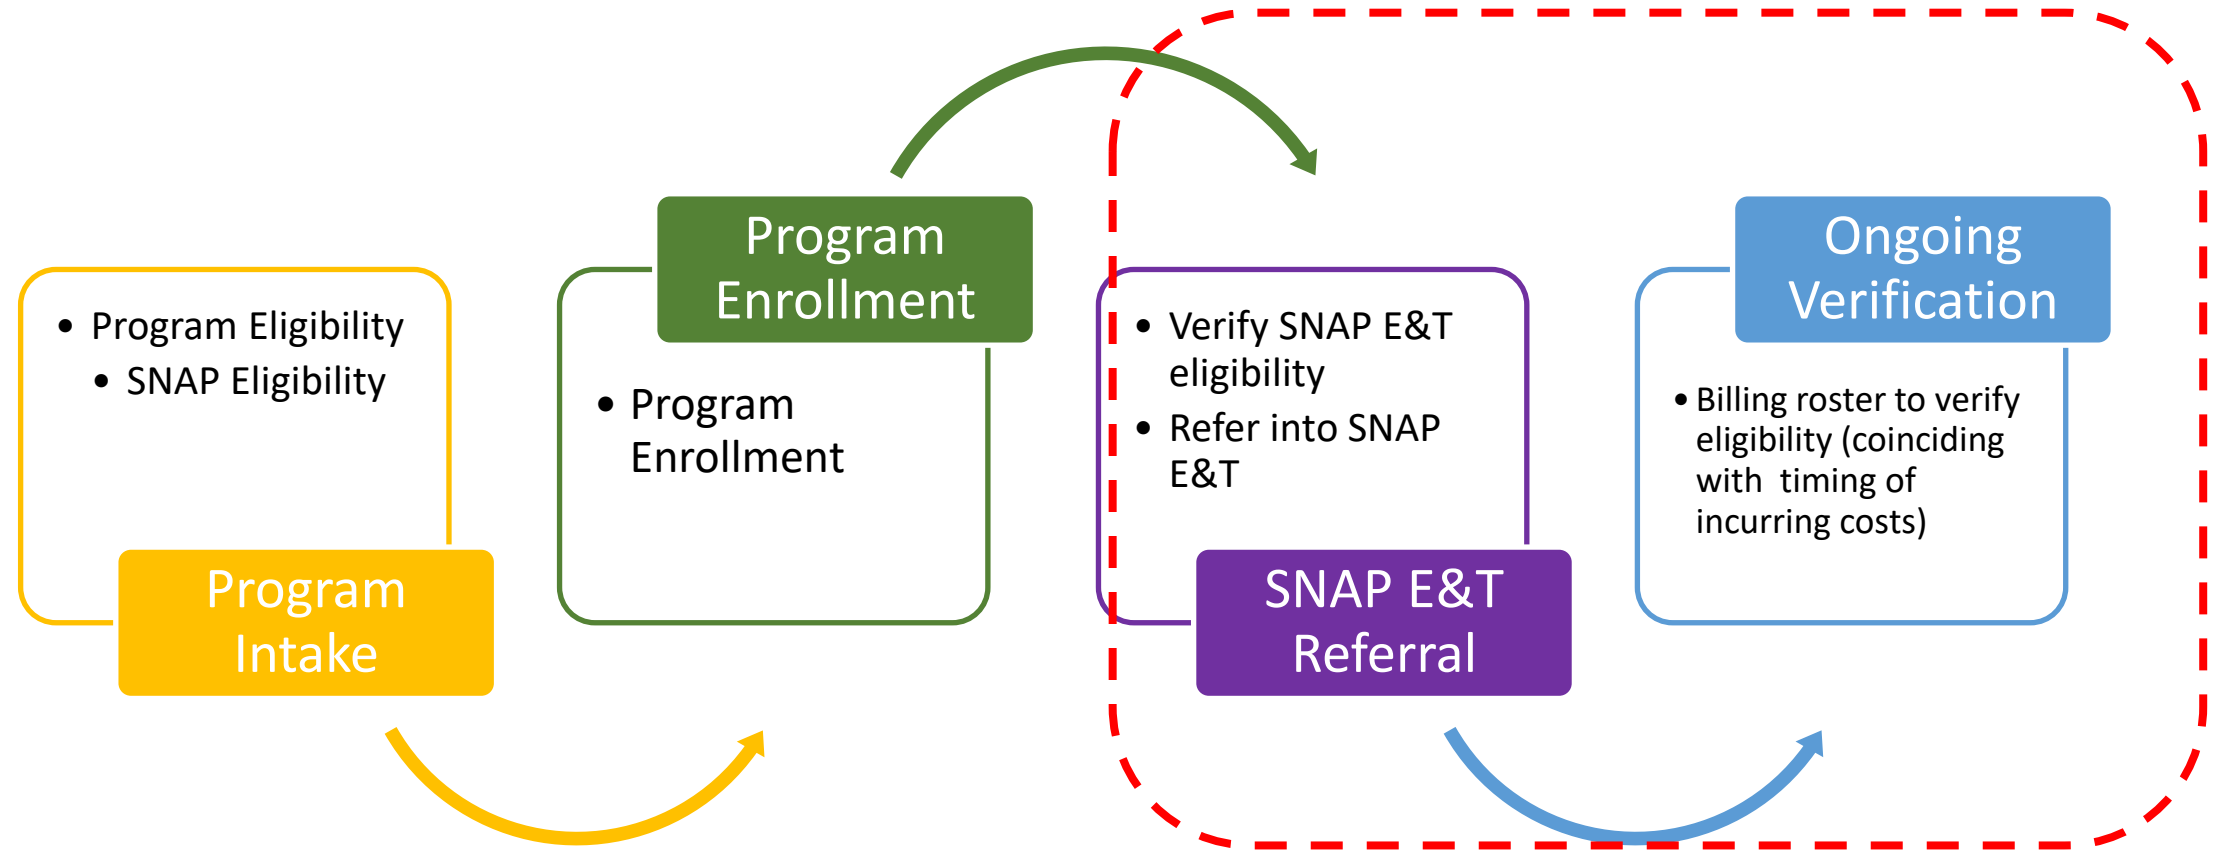 • Program Eligibility
• SNAP Eligibility
Program
Intake
Program
Enrollment
• Program
Enrollment
• Verify SNAP E&T
eligibility
• Refer into SNAP
E&T
SNAP E&T
Referral
Ongoing
Verification
• Billing roster to verify
eligibility (coinciding
with timing of
incurring costs)